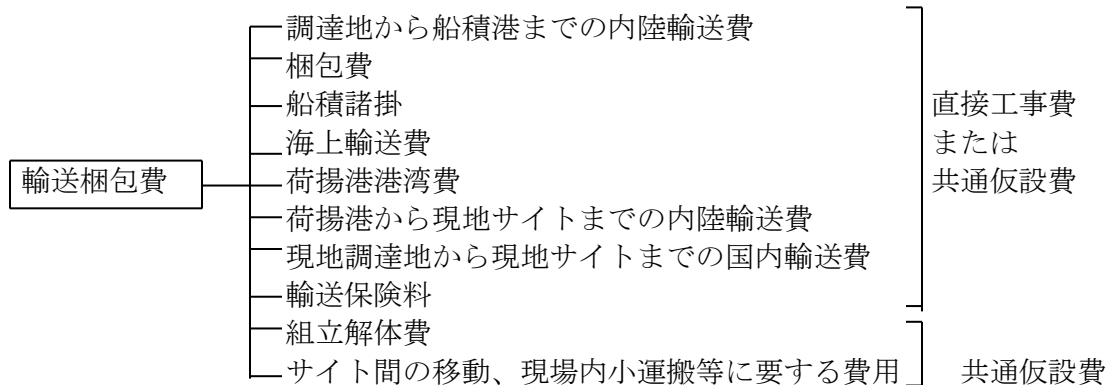 調達地から船積港までの内陸輸送費
梱包費
船積諸掛
直接工事費
海上輸送費
または
輸送梱包費
荷揚港港湾費
共通仮設費
荷揚港から現地サイトまでの内陸輸送費
現地調達地から現地サイトまでの国内輸送費
輸送保険料
組立解体費
サイト間の移動、現場内小運搬等に要する費用
共通仮設費